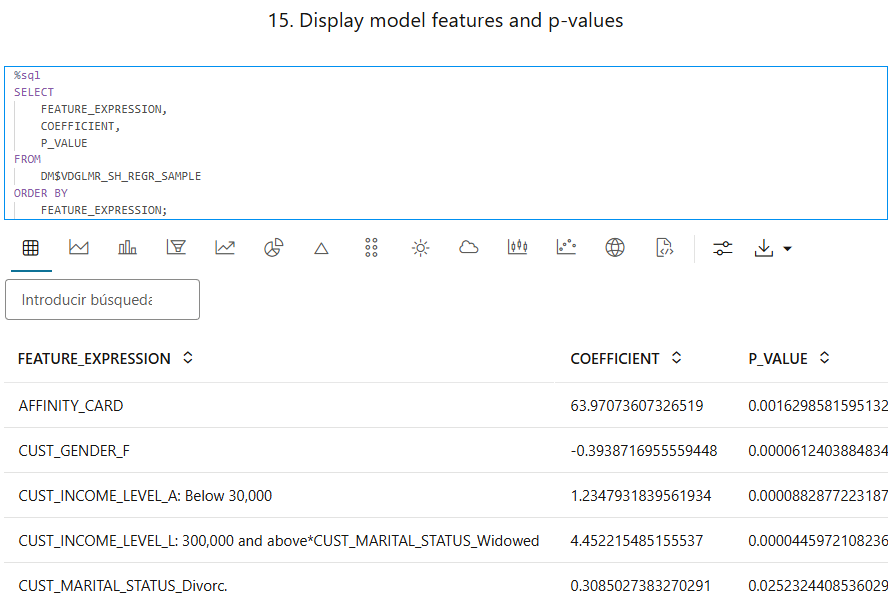 15. Display model features and p-values
%sql
SELECT
FEATURE_EXPRESSION,
COEFFICIENT,
P_VALUE
FROM
DM$VDGLMR_SH_REGR_SAMPLE
ORDER BY
FEATURE_EXPRESSION;
Introducir búsqueda
FEATURE_EXPRESSION COEFFICIENT P_VALUE
AFFINITY_CARD 63.97073607326519 0.0016298581595132
CUST_GENDER_F -0.3938716955559448 0.0000612403884834
CUST_INCOME_LEVEL_A: Below 30,000 1.2347931839561934 0.0000882877223187
CUST_INCOME_LEVEL_L: 300,000 and above*CUST_MARITAL_STATUS_Widowed 4.452215485155537 0.0000445972108236
CUST_MARITAL_STATUS_Divorc. 0.3085027383270291 0.0252324408536029